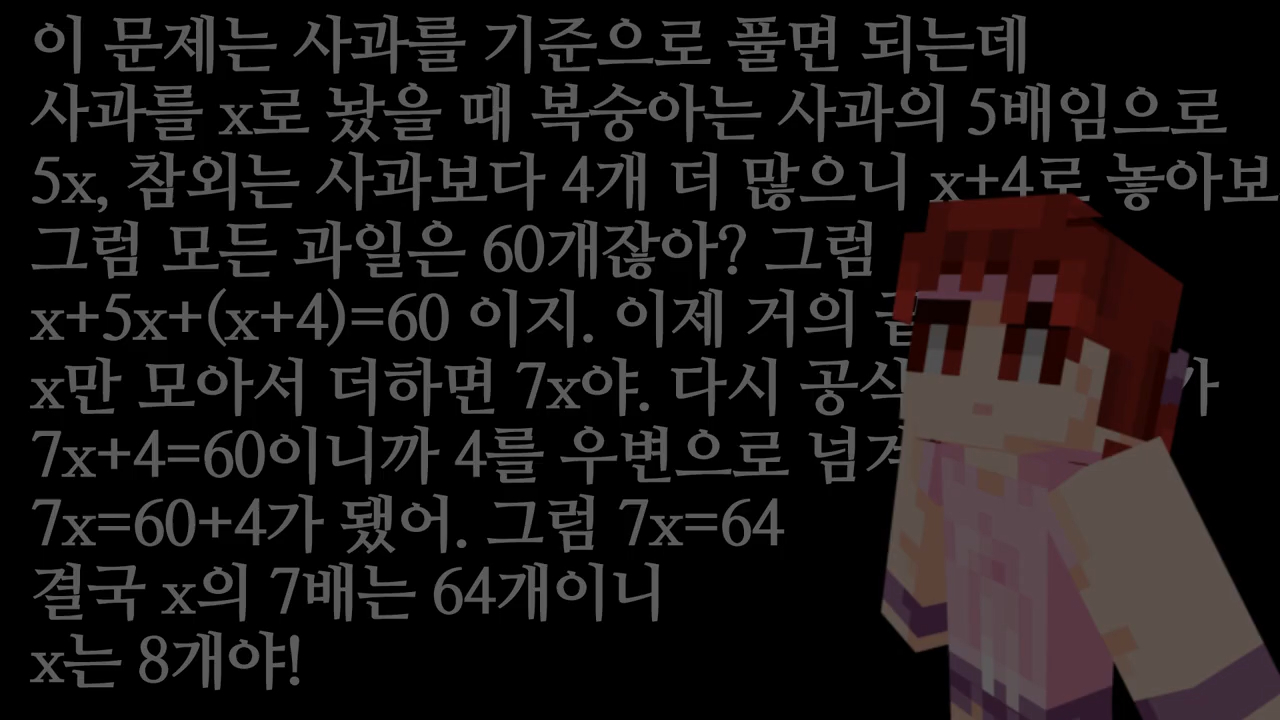 이 문제는 사과를 기준으로 풀면 되는데
사과를 x로 놨을 때 복숭아는 사과의 5배임으로
5x, 참외는 사과보다 4개 더 많으니 x+4로 놓아보
그럼 모든 과일은 60개잖아? 그럼
x+5x+(x+4)=60 이지. 이제 거의
x만 모아서 더하면 7x야. 다시 가
7x+4=60이니까 4를 우변으로
7x=60+4가 됐어. 그럼 7x=64
결국 x의 7배는 64개이니
x는 8개야!